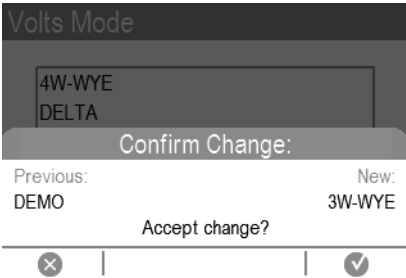 Volts Mode
4W-WYE
DELTA
Confirm Change:
Previous: New:
DEMO 3W-WYE
Accept change?